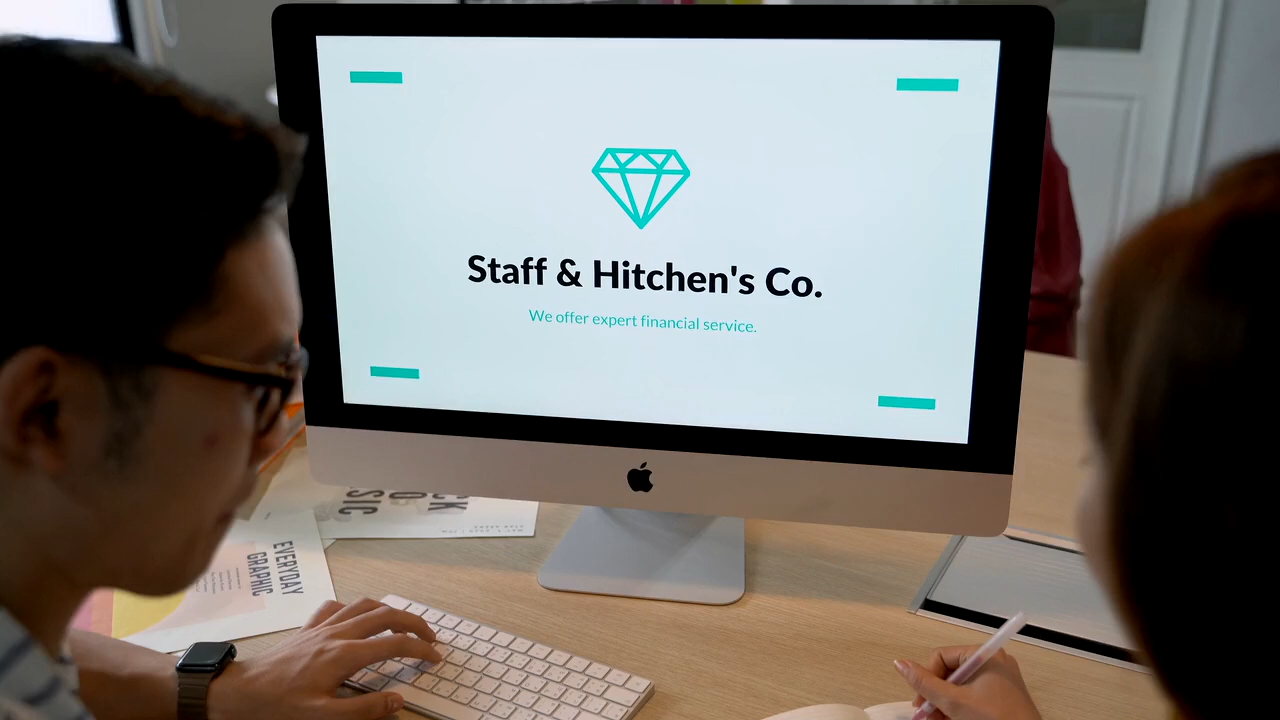 Staff & Hitchen's Co.
We offer expert financial service.
EVERYDAY
GRAPHIC